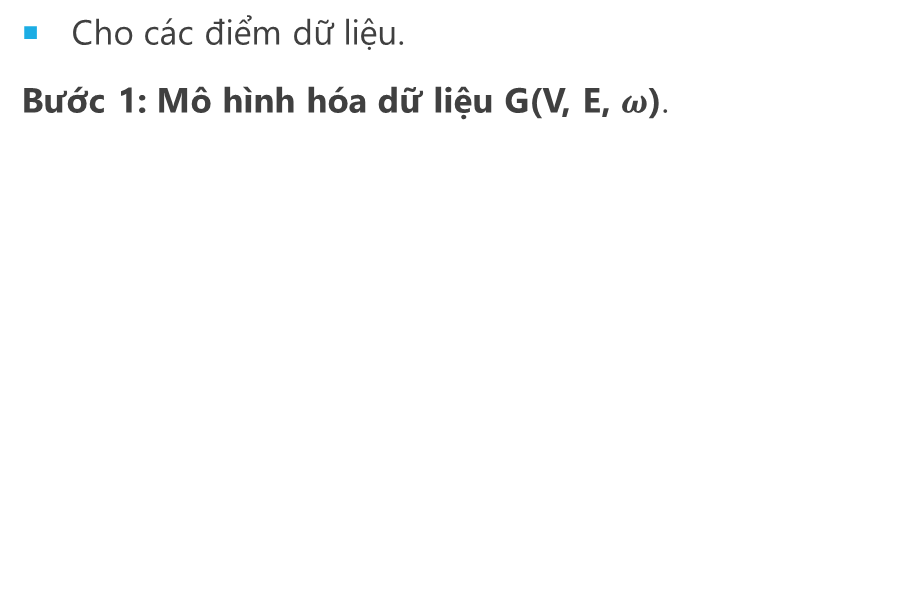 Cho các điểm dữ liệu.
Bước 1: Mô hình hóa dữ liệu G(V, E, ω).